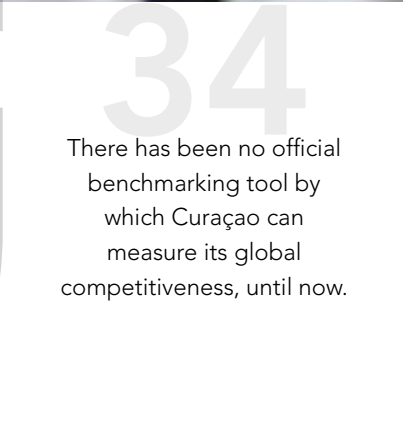 34
There has been no official
benchmarking tool by
which Curaçao can
measure its global
competitiveness, until now.